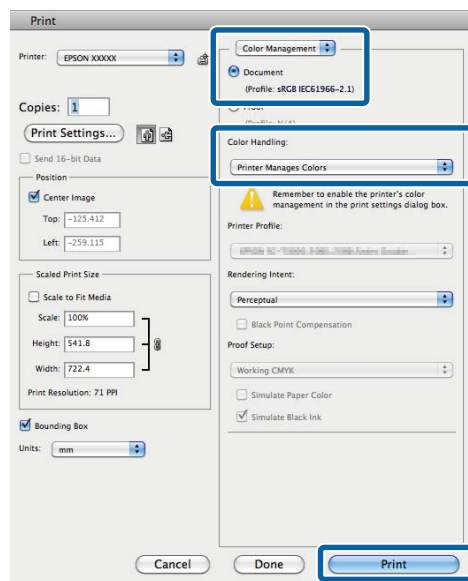 Print
Printer: EPSON XXXXX
Copies: 1
Print Settings...
Send 16-bit Data
Position
Center Image
Top: -125.412
Left: -259.115
Scaled Print Size
Scale to Fit Media
Scale: 100%
Height: 541.8
Width: 722.4
Print Resolution: 71 PPI
Bounding Box
Units: mm
Color Management
Document
(Profile: sRGB IEC61966-2.1)
Color Handling:
Printer Manages Colors
Remember to enable the printer's color
management in the print settings dialog box.
Printer Profile:
Rendering Intent:
Perceptual
Black Point Compensation
Proof Setup:
Working CMYK
Simulate Paper Color
Simulate Black Ink
Cancel
Done
Print